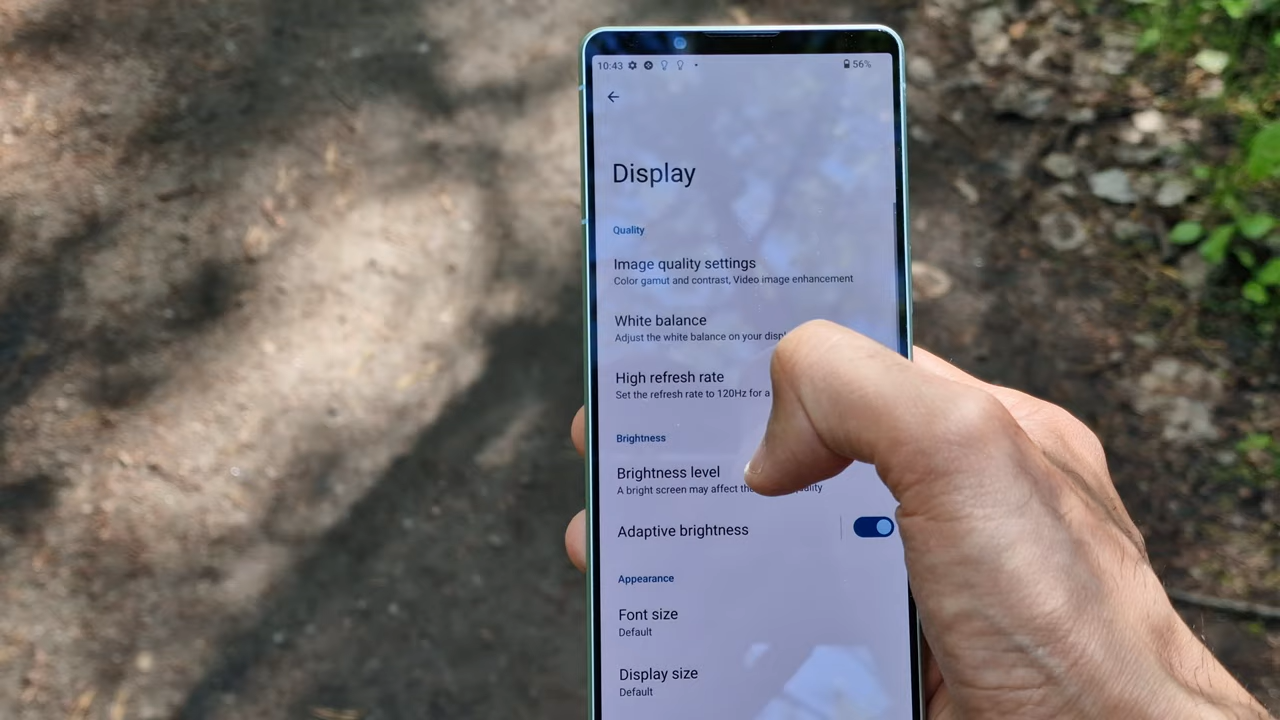 10:43 56%
Display
Quality
Image quality settings
Color gamut and contrast, Video image enhancement
White balance
Adjust the white balance on your
High refresh rate
Set the refresh rate to 120Hz for a
Brightness
Brightness level
A bright screen may affect
Adaptive brightness
Appearance
Font size
Default
Display size
Default